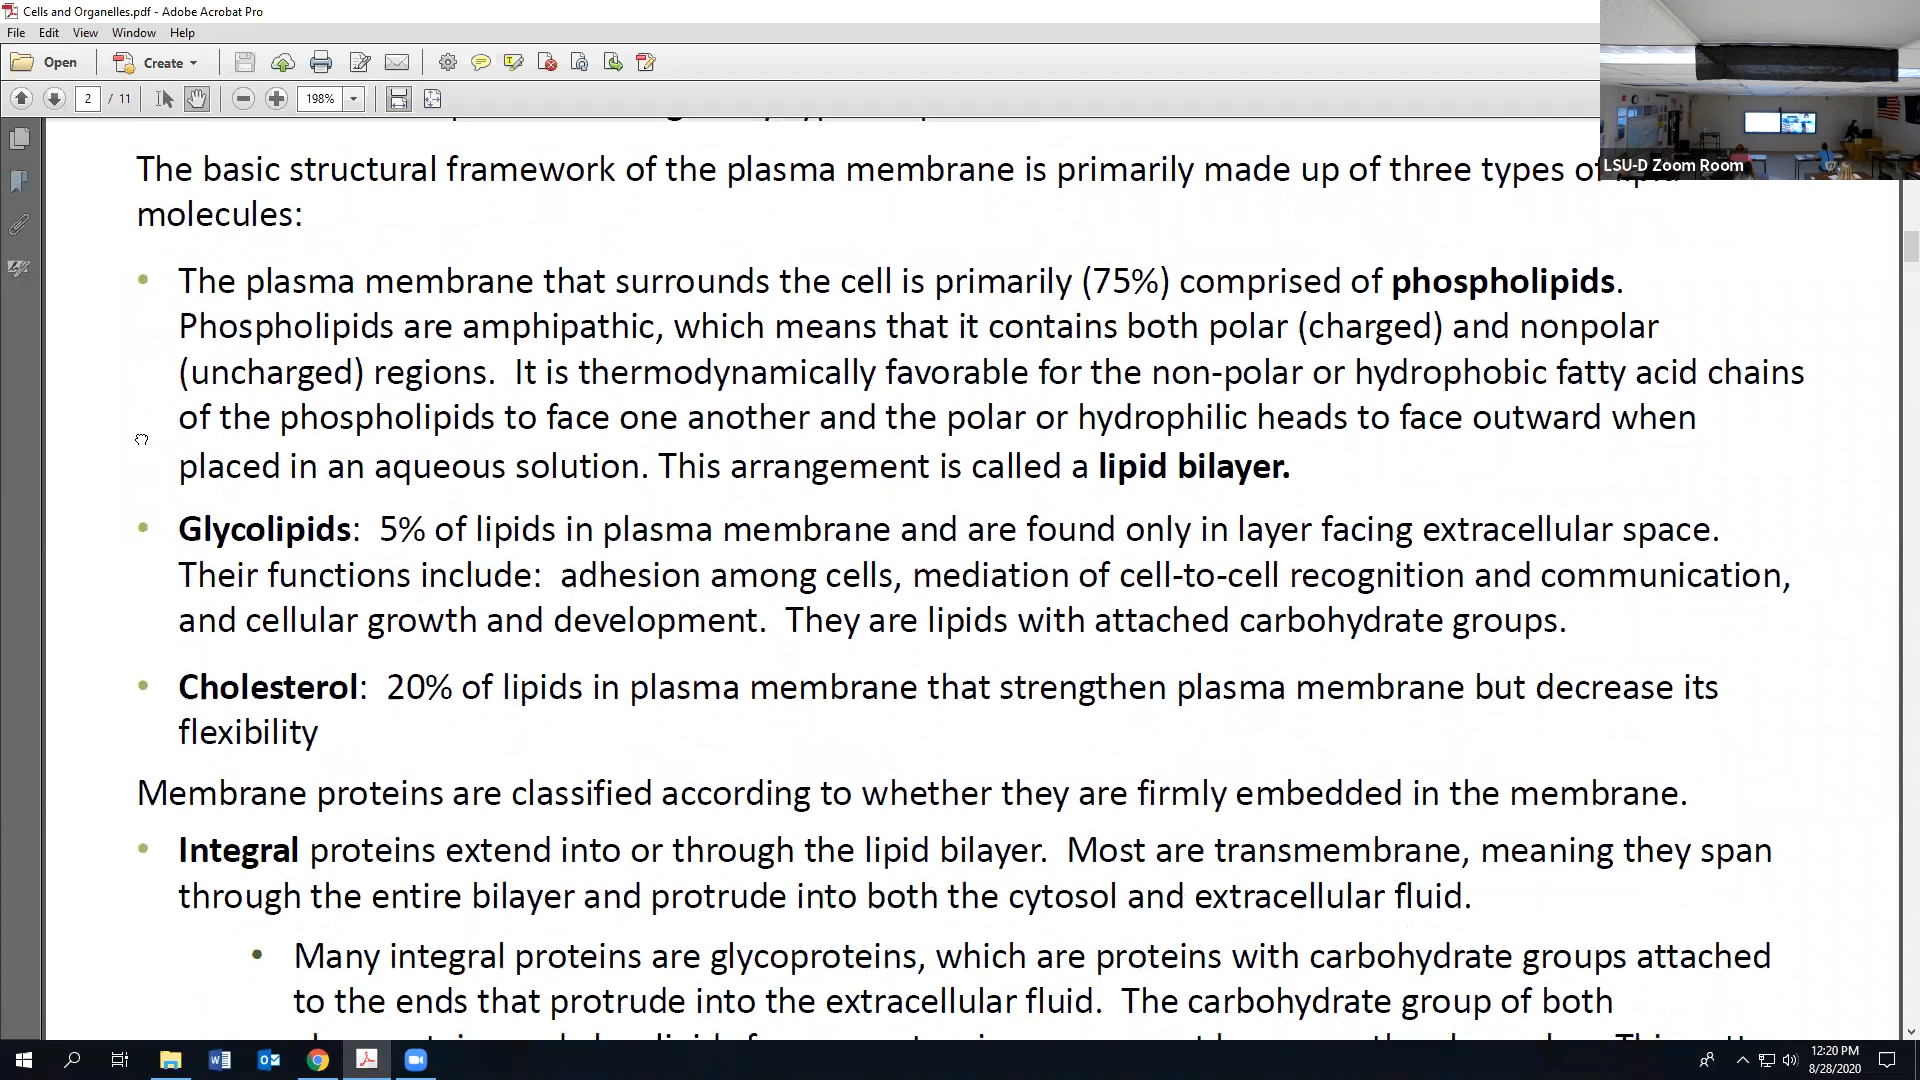 Cells and Organelles.pdf - Adobe Acrobat Pro
File Edit View Window Help
Open Create
2 / 11 198%
LSU-D Zoom Room
The basic structural framework of the plasma membrane is primarily made up of three types of
molecules:
• The plasma membrane that surrounds the cell is primarily (75%) comprised of phospholipids.
Phospholipids are amphipathic, which means that it contains both polar (charged) and nonpolar
(uncharged) regions. It is thermodynamically favorable for the non-polar or hydrophobic fatty acid chains
of the phospholipids to face one another and the polar or hydrophilic heads to face outward when
placed in an aqueous solution. This arrangement is called a lipid bilayer.
• Glycolipids: 5% of lipids in plasma membrane and are found only in layer facing extracellular space.
Their functions include: adhesion among cells, mediation of cell-to-cell recognition and communication,
and cellular growth and development. They are lipids with attached carbohydrate groups.
• Cholesterol: 20% of lipids in plasma membrane that strengthen plasma membrane but decrease its
flexibility
Membrane proteins are classified according to whether they are firmly embedded in the membrane.
• Integral proteins extend into or through the lipid bilayer. Most are transmembrane, meaning they span
through the entire bilayer and protrude into both the cytosol and extracellular fluid.
• Many integral proteins are glycoproteins, which are proteins with carbohydrate groups attached
to the ends that protrude into the extracellular fluid. The carbohydrate group of both
12:20 PM
8/28/2020